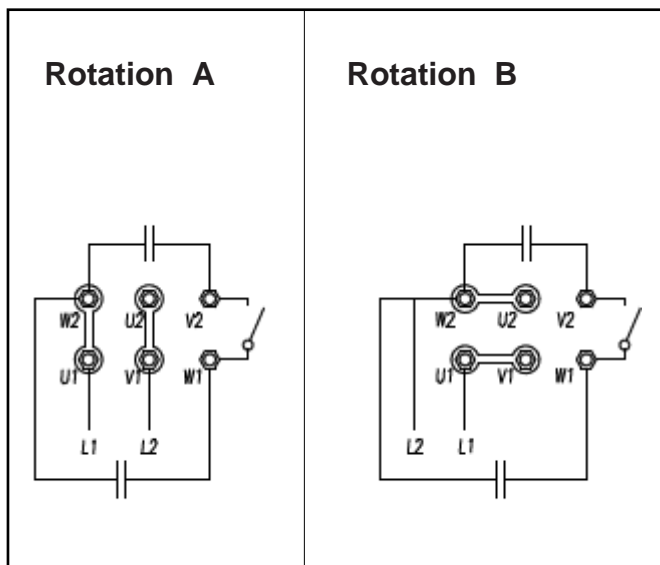 Rotation A
W2 U2 V2
U1 V1 W1
L1 L2
Rotation B
W2 U2 V2
U1 V1 W1
L2 L1